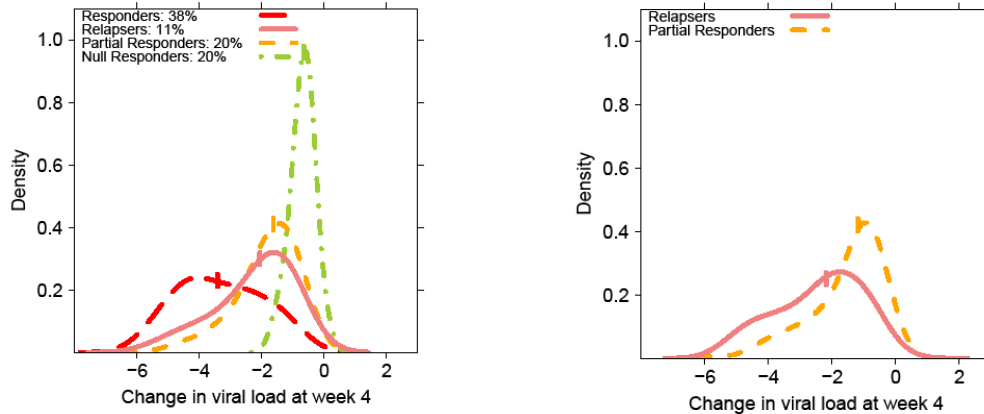 Responders: 38%
Relapsers: 11%
Partial Responders: 20%
Null Responders: 20%
1.0
0.8
0.6
0.4
0.2
Density
−6 −4 −2 0 2
Change in viral load at week 4
Relapsers
Partial Responders
1.0
0.8
0.6
0.4
0.2
Density
−6 −4 −2 0 2
Change in viral load at week 4